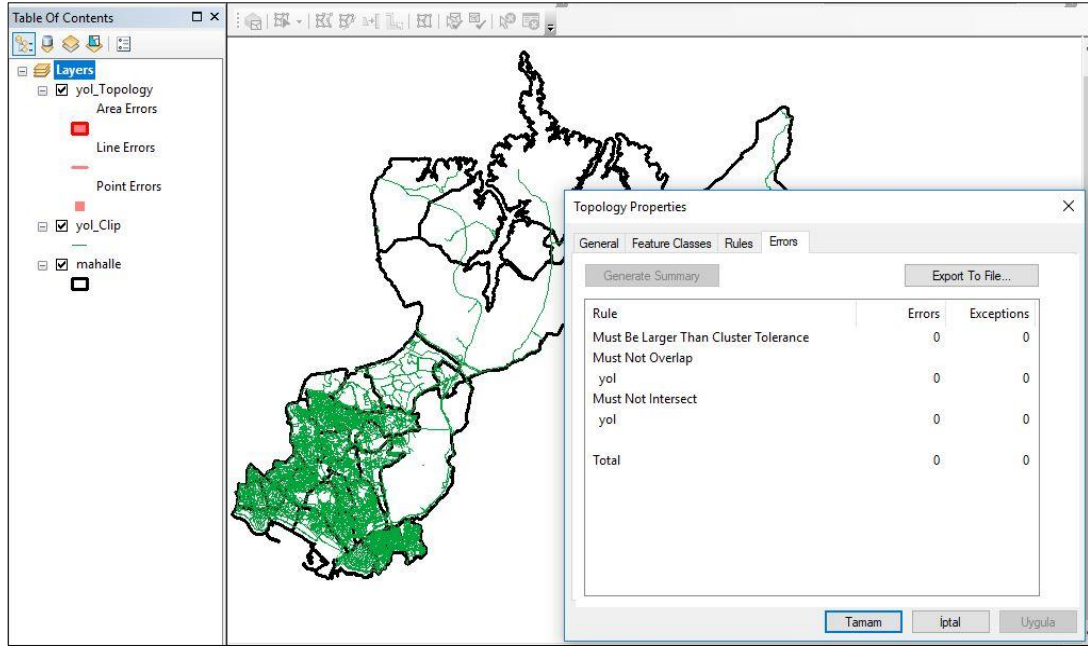 Table Of Contents
Layers
yol_Topology
Area Errors
Line Errors
Point Errors
yol_Clip
mahalle
Topology Properties
General Feature Classes Rules Errors
Generate Summary Export To File...
Rule Errors Exceptions
Must Be Larger Than Cluster Tolerance 0 0
Must Not Overlap
yol 0 0
Must Not Intersect
yol 0 0
Total 0 0
Tamam İptal Uygula